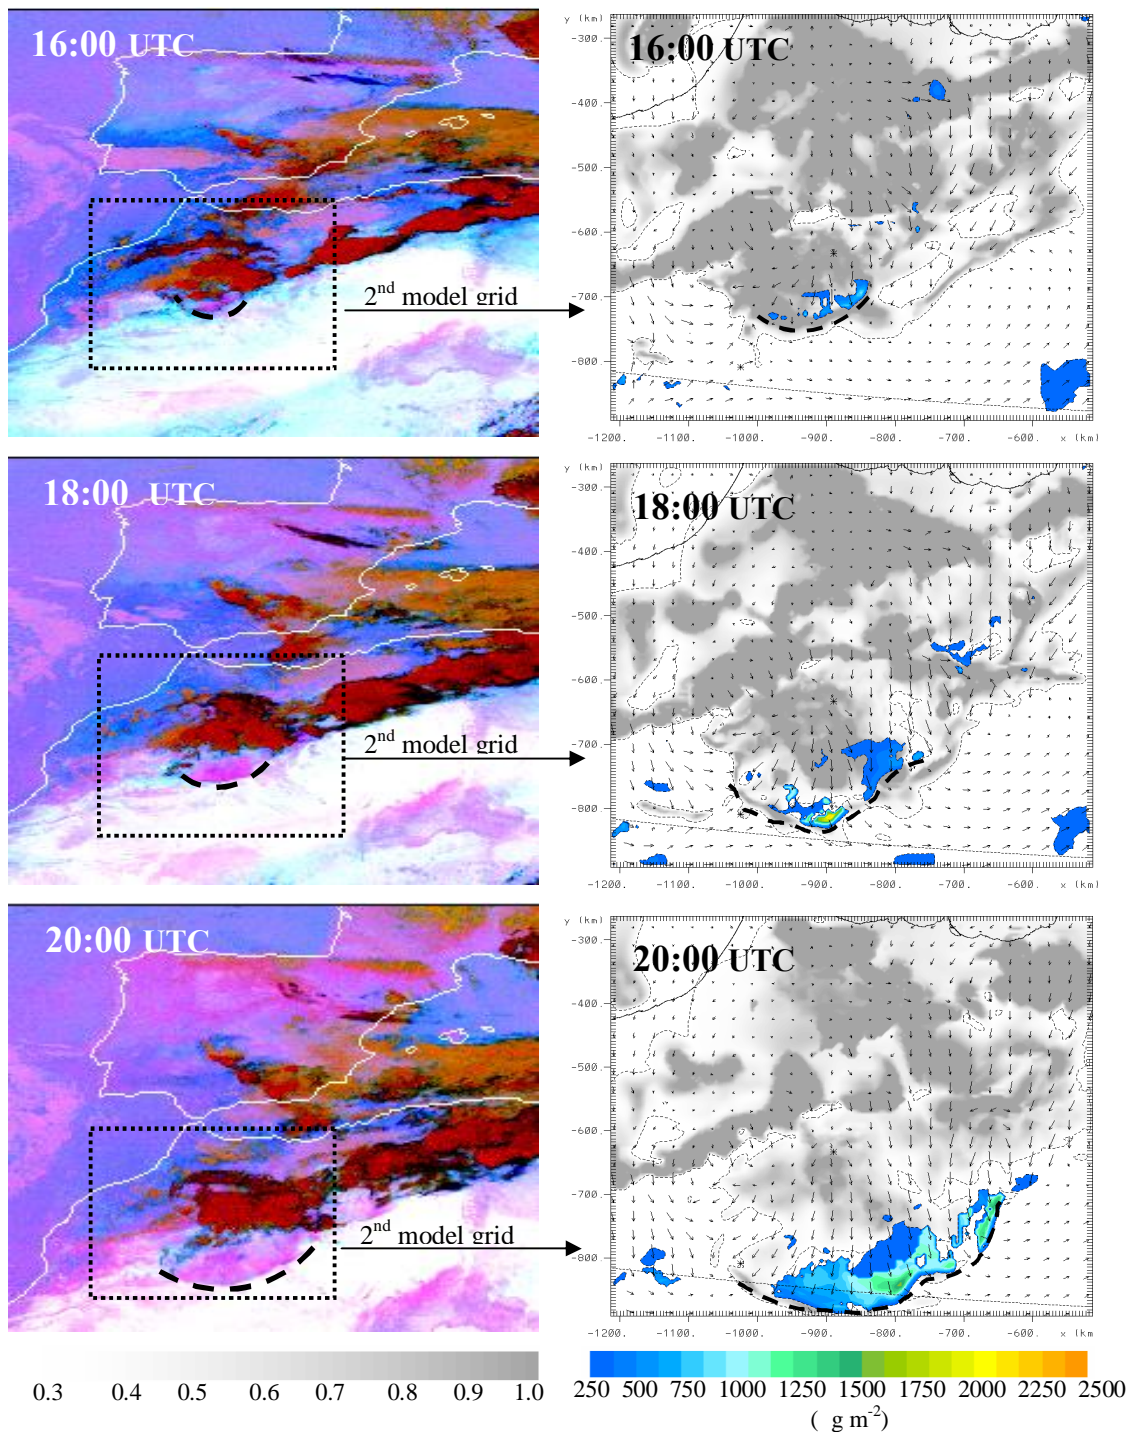 16:00 UTC
2nd model grid
16:00 UTC
y (km)
-300.
-400.
-500.
-600.
-700.
-800.
-1200. -1100. -1000. -900. -800. -700. -600. x (km)
18:00 UTC
2nd model grid
18:00 UTC
y (km)
-300.
-400.
-500.
-600.
-700.
-800.
-1200. -1100. -1000. -900. -800. -700. -600. x (km
20:00 UTC
2nd model grid
20:00 UTC
y (km)
-300.
-400.
-500.
-600.
-700.
-800.
-1200. -1100. -1000. -900. -800. -700. -600. x (km
0.3 0.4 0.5 0.6 0.7 0.8 0.9 1.0
250 500 750 1000 1250 1500 1750 2000 2250 2500
( g m-2)